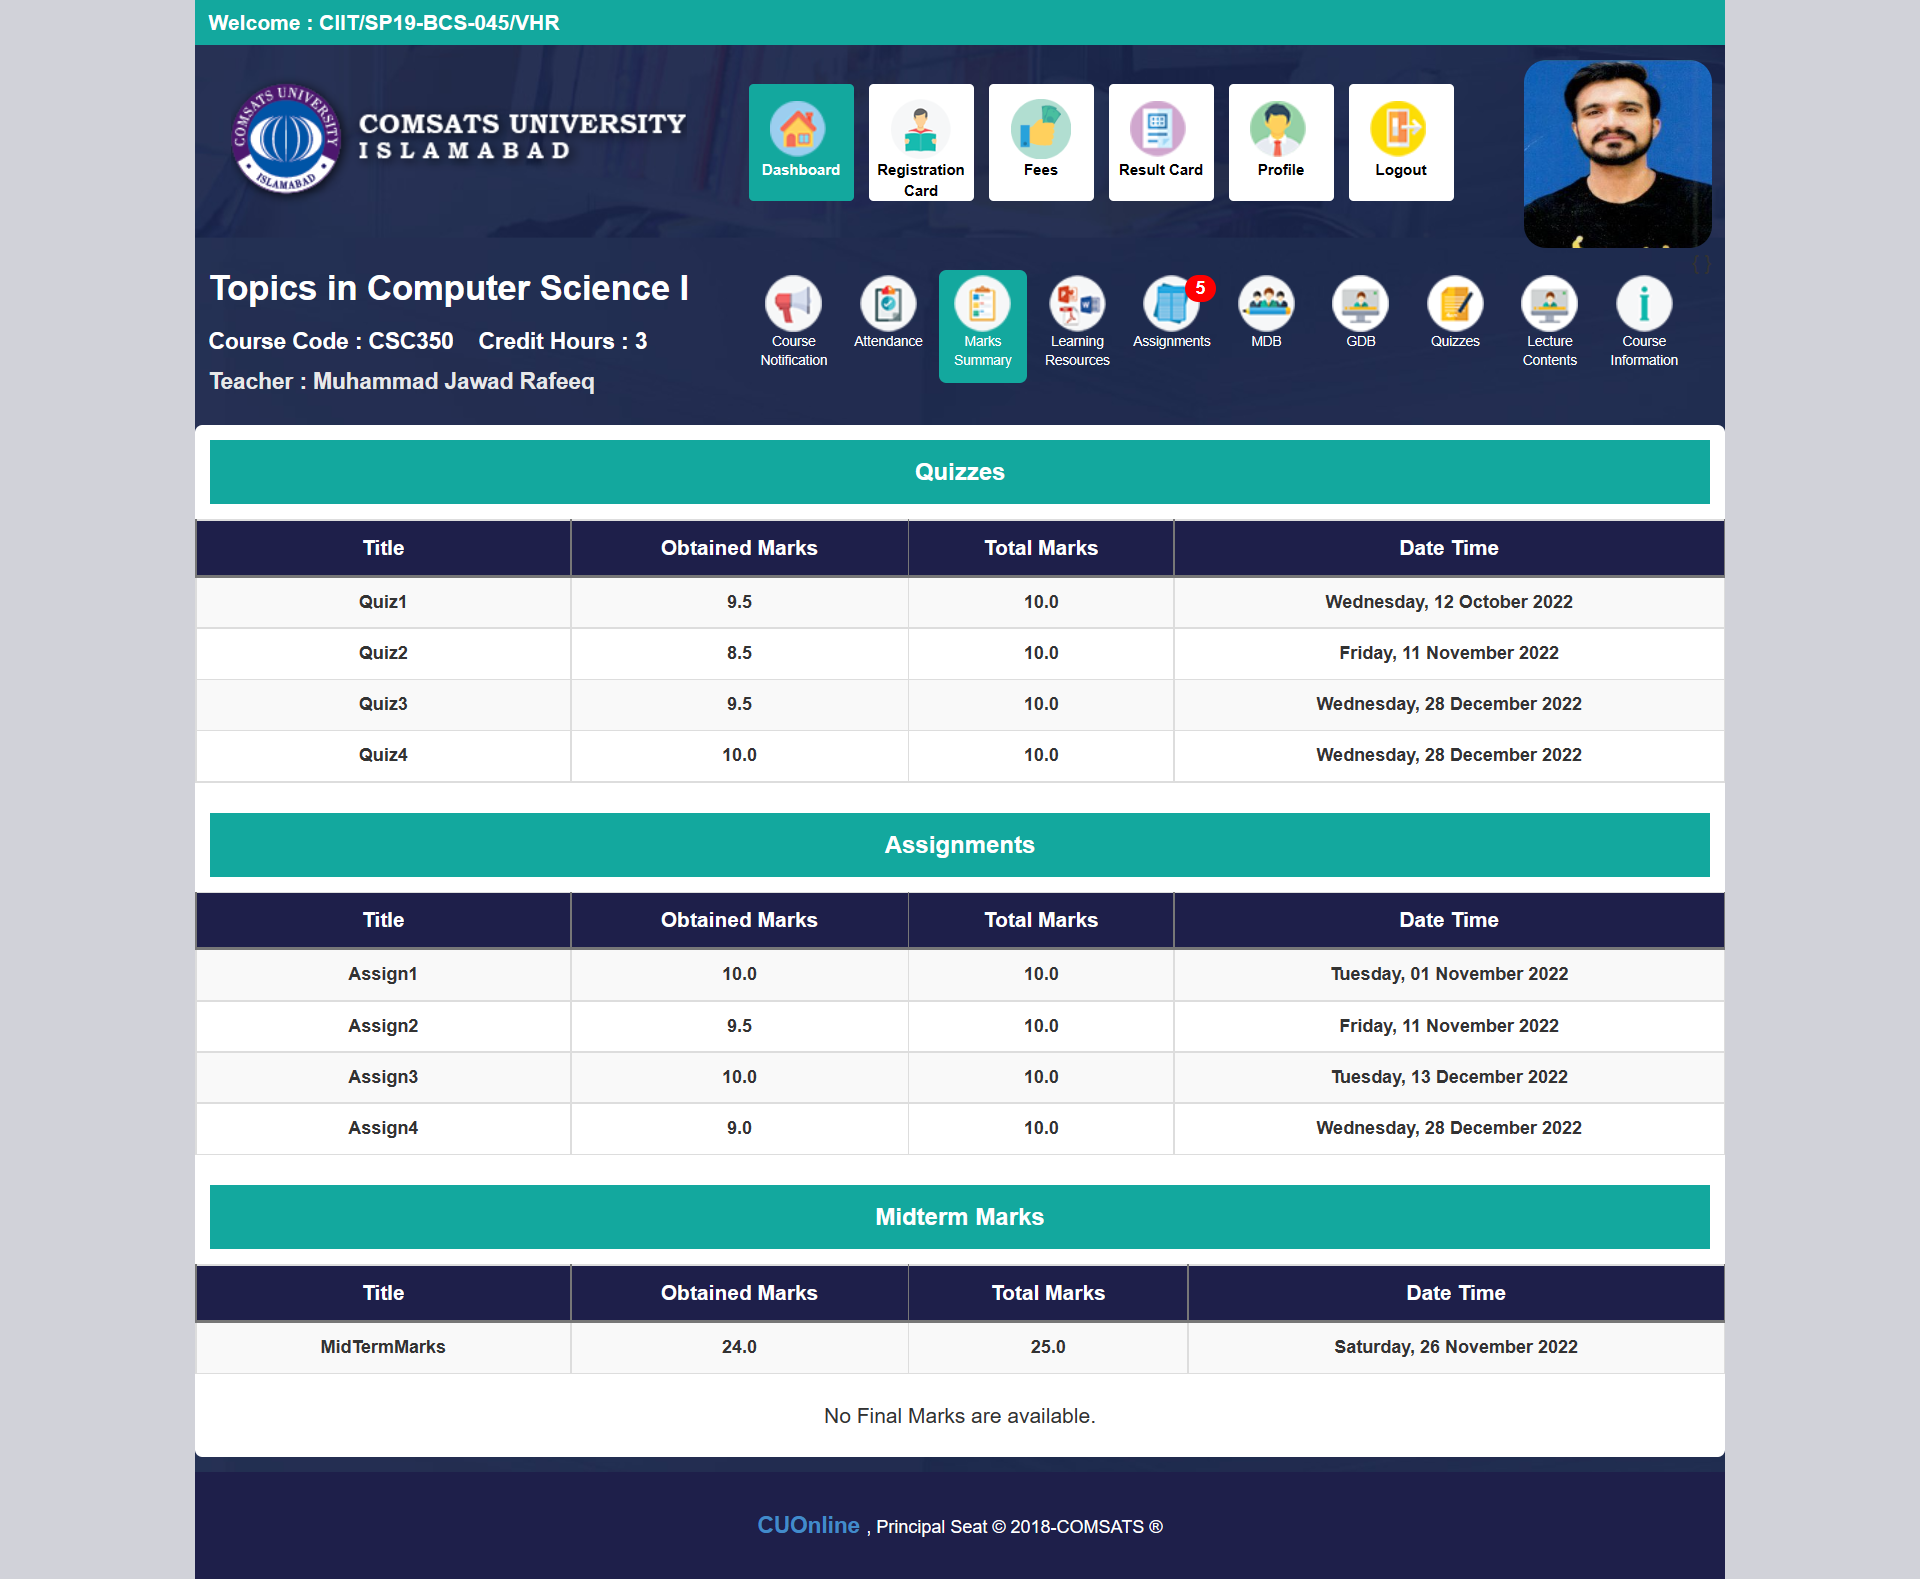 Welcome : CIIT/SP19-BCS-045/VHR
COMSATS UNIVERSITY
ISLAMABAD
COMSATS UNIVERSITY
ISLAMABAD
Dashboard
Registration
Card
Fees
Result Card
Profile
Logout
( )
Topics in Computer Science I
Course Code : CSC350 Credit Hours : 3
Teacher : Muhammad Jawad Rafeeq
Course
Notification
Attendance
Marks
Summary
Learning
Resources
5
Assignments
MDB
GDB
Quizzes
Lecture
Contents
Course
Information
Quizzes
Title Obtained Marks Total Marks Date Time
Quiz1 9.5 10.0 Wednesday, 12 October 2022
Quiz2 8.5 10.0 Friday, 11 November 2022
Quiz3 9.5 10.0 Wednesday, 28 December 2022
Quiz4 10.0 10.0 Wednesday, 28 December 2022
Assignments
Title Obtained Marks Total Marks Date Time
Assign1 10.0 10.0 Tuesday, 01 November 2022
Assign2 9.5 10.0 Friday, 11 November 2022
Assign3 10.0 10.0 Tuesday, 13 December 2022
Assign4 9.0 10.0 Wednesday, 28 December 2022
Midterm Marks
Title Obtained Marks Total Marks Date Time
MidTermMarks 24.0 25.0 Saturday, 26 November 2022
No Final Marks are available.
CUOnline , Principal Seat © 2018-COMSATS ®